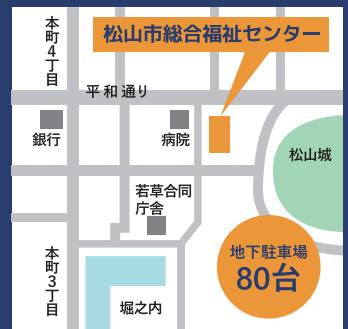 本町4丁目
松山市総合福祉センター
平和通り
銀行
病院
松山城
若草合同
庁舎
地下駐車場
80台
本町3丁目
堀之内